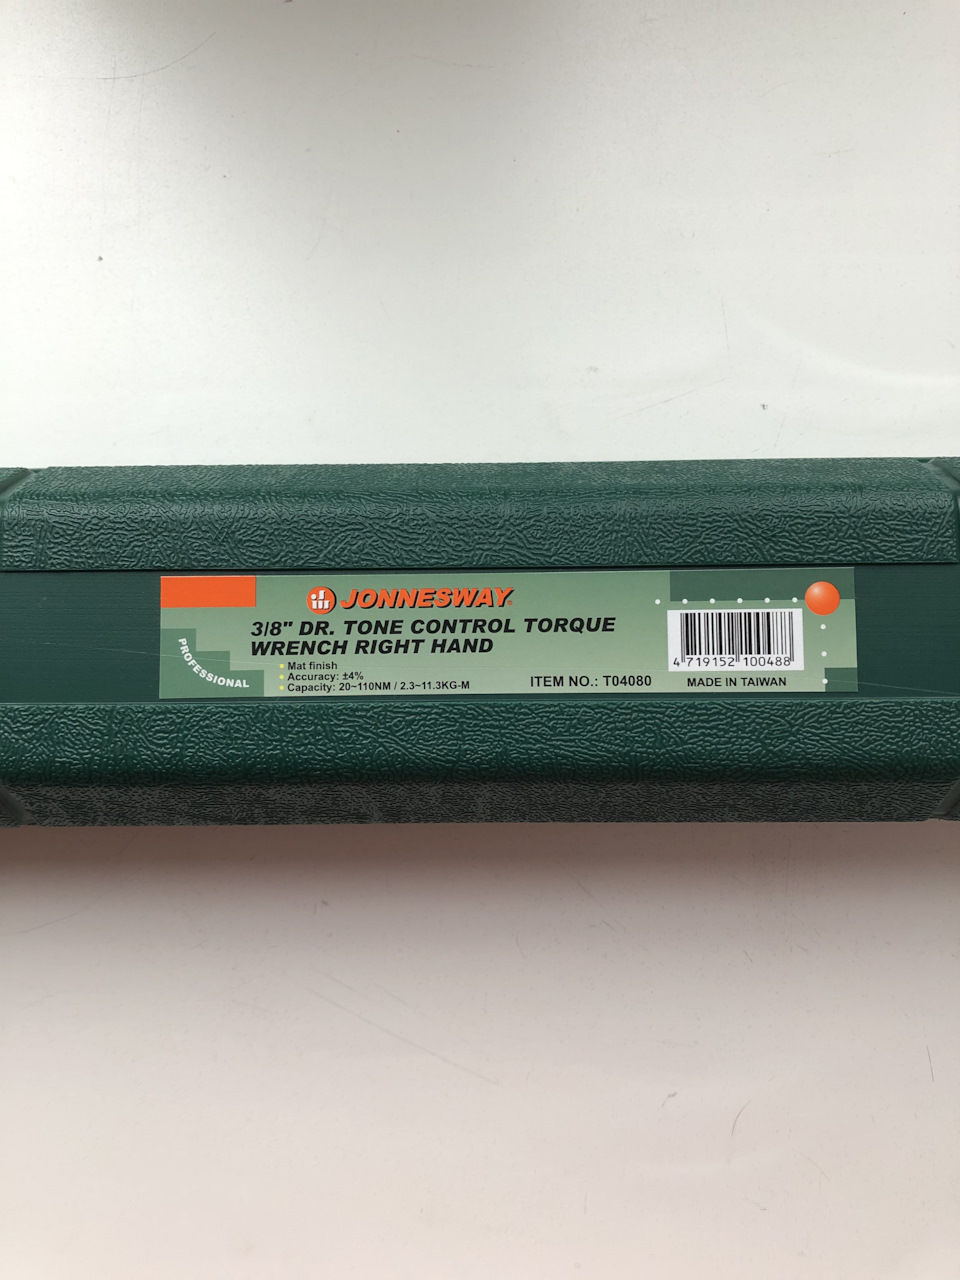 JONNESWAY
3/8" DR. TONE CONTROL TORQUE
WRENCH RIGHT HAND
PROFESSIONAL
• Mat finish
• Accuracy: ±4%
• Capacity: 20~110NM / 2.3~11.3KG-M
ITEM NO.: T04080
4 719152 100488
MADE IN TAIWAN